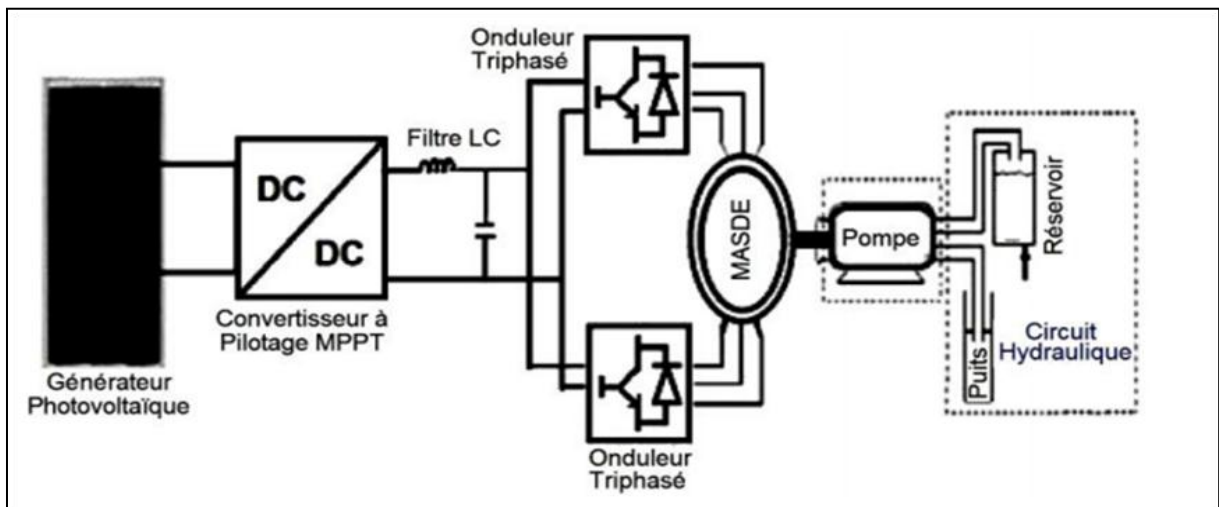 Onduleur
Triphasé
Filtre LC
DC
DC
Convertisseur à
Pilotage MPPT
Générateur
Photovoltaïque
MASDE
Pompe
Réservoir
Puits
Circuit
Hydraulique
Onduleur
Triphasé